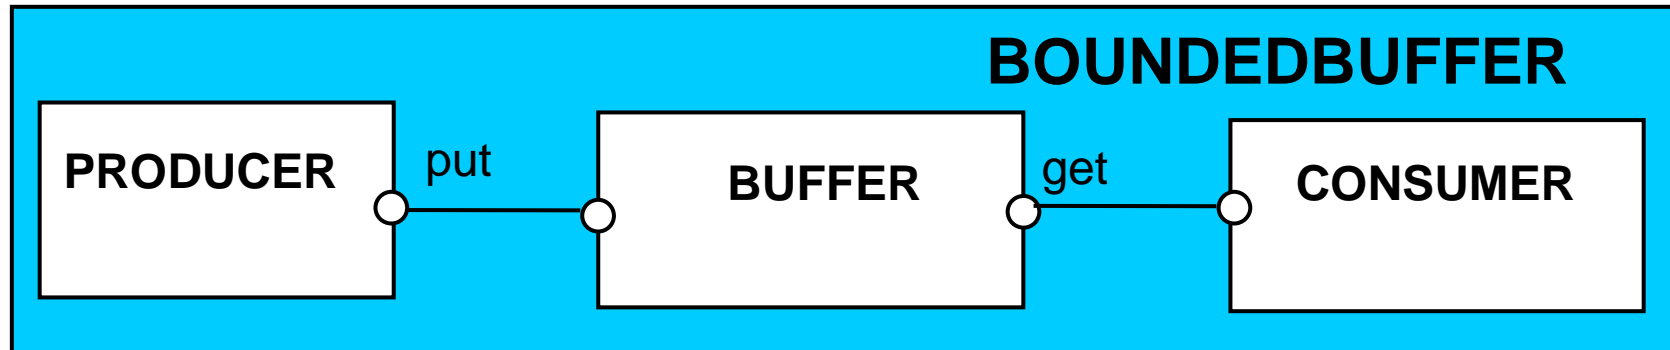 BOUNDEDBUFFER
PRODUCER
put
BUFFER
get
CONSUMER